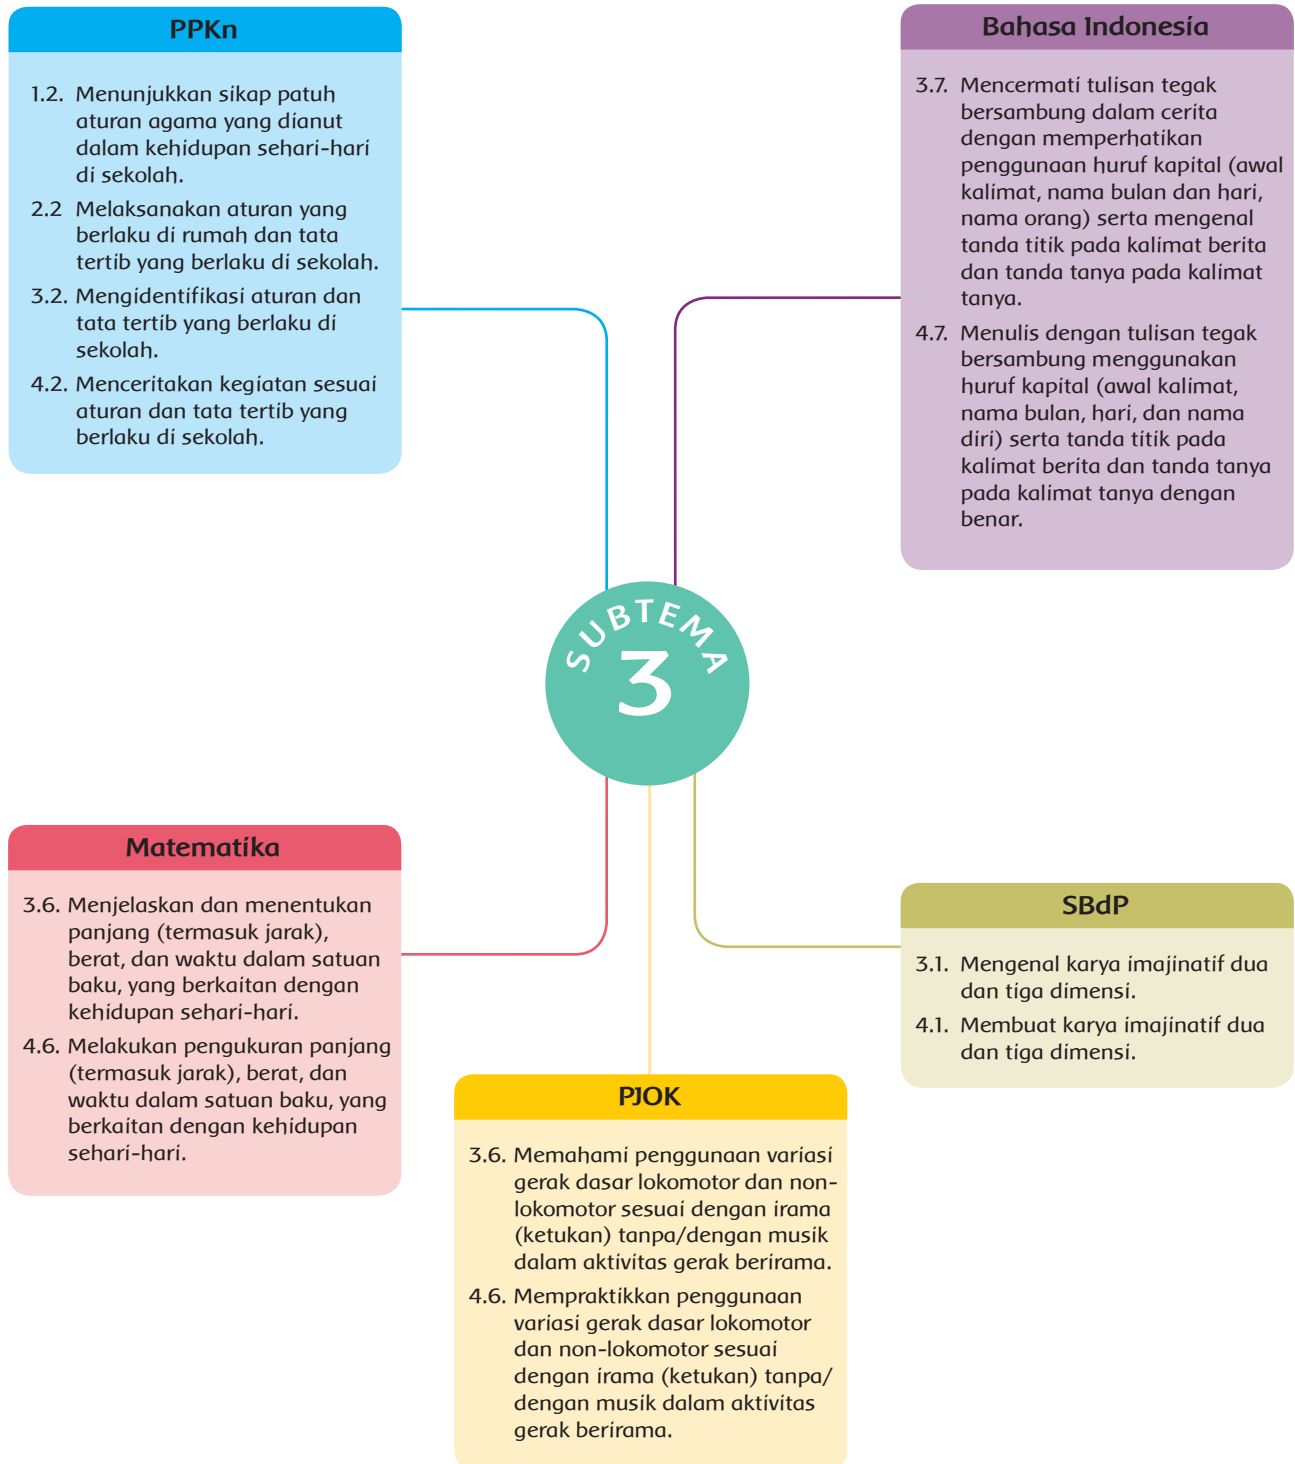 PPKn
1.2. Menunjukkan sikap patuh
aturan agama yang dianut
dalam kehidupan sehari-hari
di sekolah.
2.2 Melaksanakan aturan yang
berlaku di rumah dan tata
tertib yang berlaku di sekolah.
3.2. Mengidentifikasi aturan dan
tata tertib yang berlaku di
sekolah.
4.2. Menceritakan kegiatan sesuai
aturan dan tata tertib yang
berlaku di sekolah.
Bahasa Indonesia
3.7. Mencermati tulisan tegak
bersambung dalam cerita
dengan memperhatikan
penggunaan huruf kapital (awal
kalimat, nama bulan dan hari,
nama orang) serta mengenal
tanda titik pada kalimat berita
dan tanda tanya pada kalimat
tanya.
4.7. Menulis dengan tulisan tegak
bersambung menggunakan
huruf kapital (awal kalimat,
nama bulan, hari, dan nama
diri) serta tanda titik pada
kalimat berita dan tanda tanya
pada kalimat tanya dengan
benar.
SUBTEMA
3
Matematika
3.6. Menjelaskan dan menentukan
panjang (termasuk jarak),
berat, dan waktu dalam satuan
baku, yang berkaitan dengan
kehidupan sehari-hari.
4.6. Melakukan pengukuran panjang
(termasuk jarak), berat, dan
waktu dalam satuan baku, yang
berkaitan dengan kehidupan
sehari-hari.
SBdP
3.1. Mengenal karya imajinatif dua
dan tiga dimensi.
4.1. Membuat karya imajinatif dua
dan tiga dimensi.
PJOK
3.6. Memahami penggunaan variasi
gerak dasar lokomotor dan non-
lokomotor sesuai dengan irama
(ketukan) tanpa/dengan musik
dalam aktivitas gerak berirama.
4.6. Mempraktikkan penggunaan
variasi gerak dasar lokomotor
dan non-lokomotor sesuai
dengan irama (ketukan) tanpa/
dengan musik dalam aktivitas
gerak berirama.